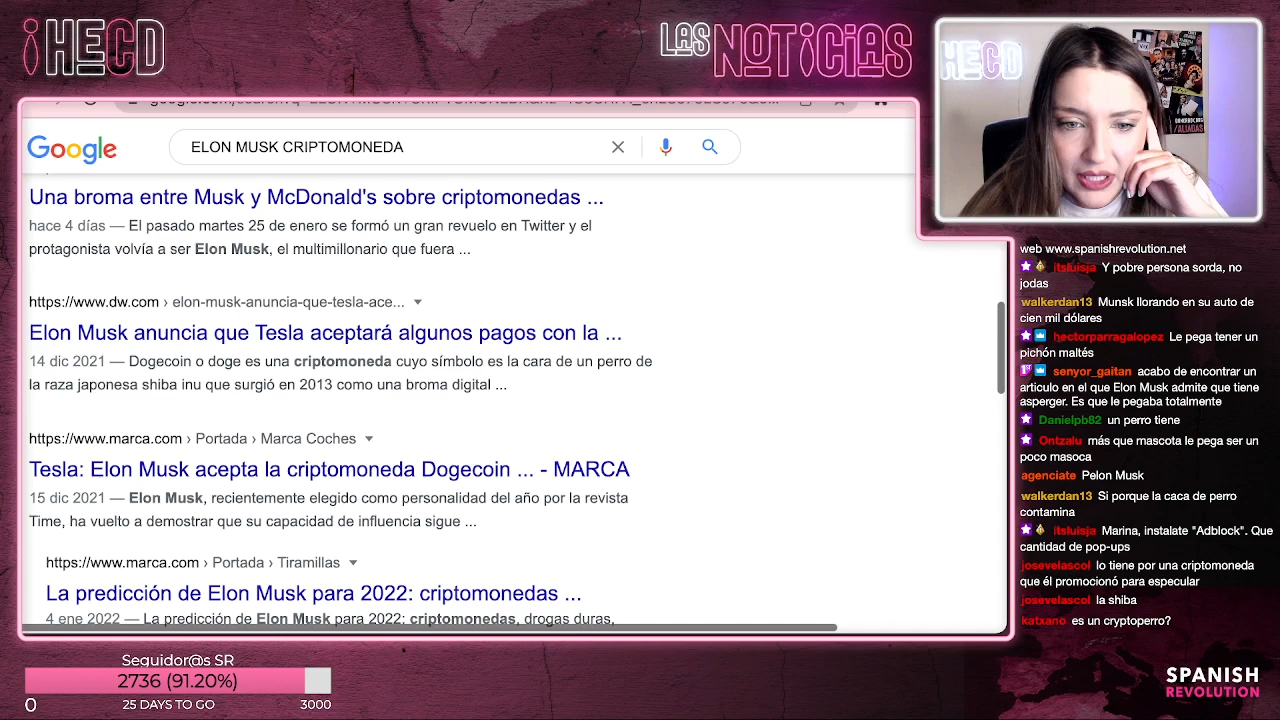 ¡HECD
LAS NOTICIAS
HECD
/ALIADAS
Google
ELON MUSK CRIPTOMONEDA
Una broma entre Musk y McDonald's sobre criptomonedas ...
hace 4 días — El pasado martes 25 de enero se formó un gran revuelo en Twitter y el
protagonista volvía a ser Elon Musk, el multimillonario que fuera ...
https://www.dw.com › elon-musk-anuncia-que-tesla-ace...
Elon Musk anuncia que Tesla aceptará algunos pagos con la ...
14 dic 2021 — Dogecoin o doge es una criptomoneda cuyo símbolo es la cara de un perro de
la raza japonesa shiba inu que surgió en 2013 como una broma digital ...
https://www.marca.com › Portada › Marca Coches
Tesla: Elon Musk acepta la criptomoneda Dogecoin ... - MARCA
15 dic 2021 — Elon Musk, recientemente elegido como personalidad del año por la revista
Time, ha vuelto a demostrar que su capacidad de influencia sigue ...
https://www.marca.com › Portada › Tiramillas
La predicción de Elon Musk para 2022: criptomonedas ...
4 ene 2022 — La predicción de Elon Musk para 2022: criptomonedas, drogas duras,
web www.spanishrevolution.net
itsluisja Y pobre persona sorda, no
jodas
walkerdan13 Munsk llorando en su auto de
cien mil dólares
hectorparragalopez Le pega tener un
pichón maltés
senyor_gaitan acabo de encontrar un
articulo en el que Elon Musk admite que tiene
asperger. Es que le pegaba totalmente
Danielpb82 un perro tiene
Ontzalu más que mascota le pega ser un
poco masoca
agenciate Pelon Musk
walkerdan13 Si porque la caca de perro
contamina
itsluisja Marina, instalate "Adblock". Que
cantidad de pop-ups
josevelascol lo tiene por una criptomoneda
que él promocionó para especular
josevelascol la shiba
katxano es un cryptoperro?
Seguidor@s SR
2736 (91.20%)
0 25 DAYS TO GO 3000
SPANISH
REVOLUTION